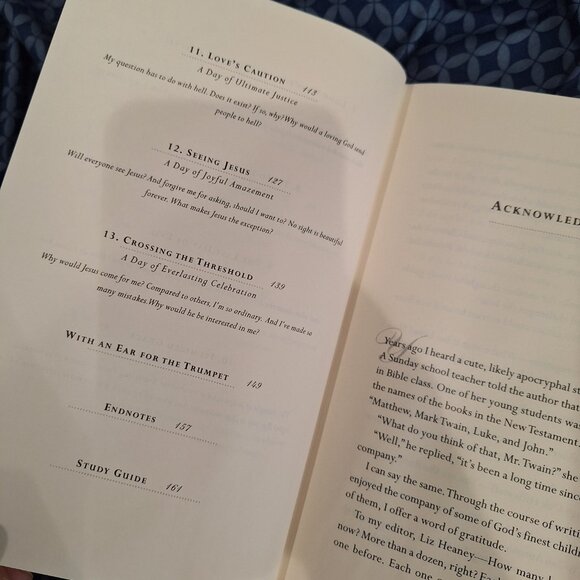 11. Love's Caution 113
A Day of Ultimate Justice
My question has to do with hell. Does it exist? If so, why? Why would a loving God send
people to hell?
12. Seeing Jesus 127
A Day of Joyful Amazement
Will everyone see Jesus? And forgive me for asking, should I want to? No sight is beautiful
forever. What makes Jesus the exception?
13. Crossing the Threshold 139
A Day of Everlasting Celebration
Why would Jesus come for me? Compared to others, I'm so ordinary. And I've made so
many mistakes. Why would he be interested in me?
With an Ear for the Trumpet 149
Endnotes 157
Study Guide 161
Acknowled
Years ago I heard a cute, likely apocryphal st
A Sunday school teacher told the author that
in Bible class. One of her young students was
the names of the books in the New Testament.
"Matthew, Mark Twain, Luke, and John."
"What do you think of that, Mr. Twain?" she
"Well," he replied, "it's been a long time since
company."
I can say the same. Through the course of writi
enjoyed the company of some of God's finest child
of them, I offer a word of gratitude.
To my editor, Liz Heaney—How many
now? More than a dozen, right?
one before. Each one